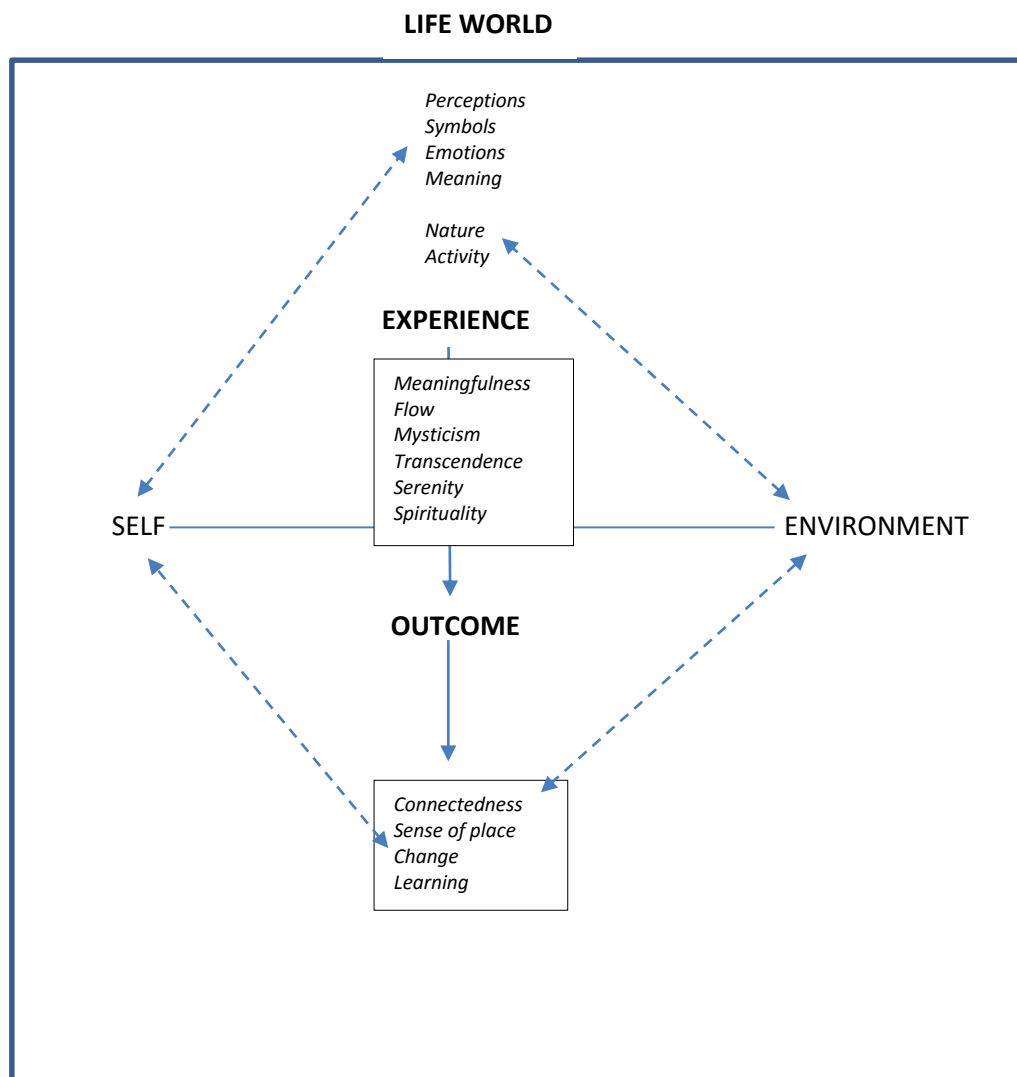 LIFE WORLD
Perceptions
Symbols
Emotions
Meaning
Nature
Activity
EXPERIENCE
Meaningfulness
Flow
Mysticism
Transcendence
Serenity
Spirituality
SELF
ENVIRONMENT
OUTCOME
Connectedness
Sense of place
Change
Learning